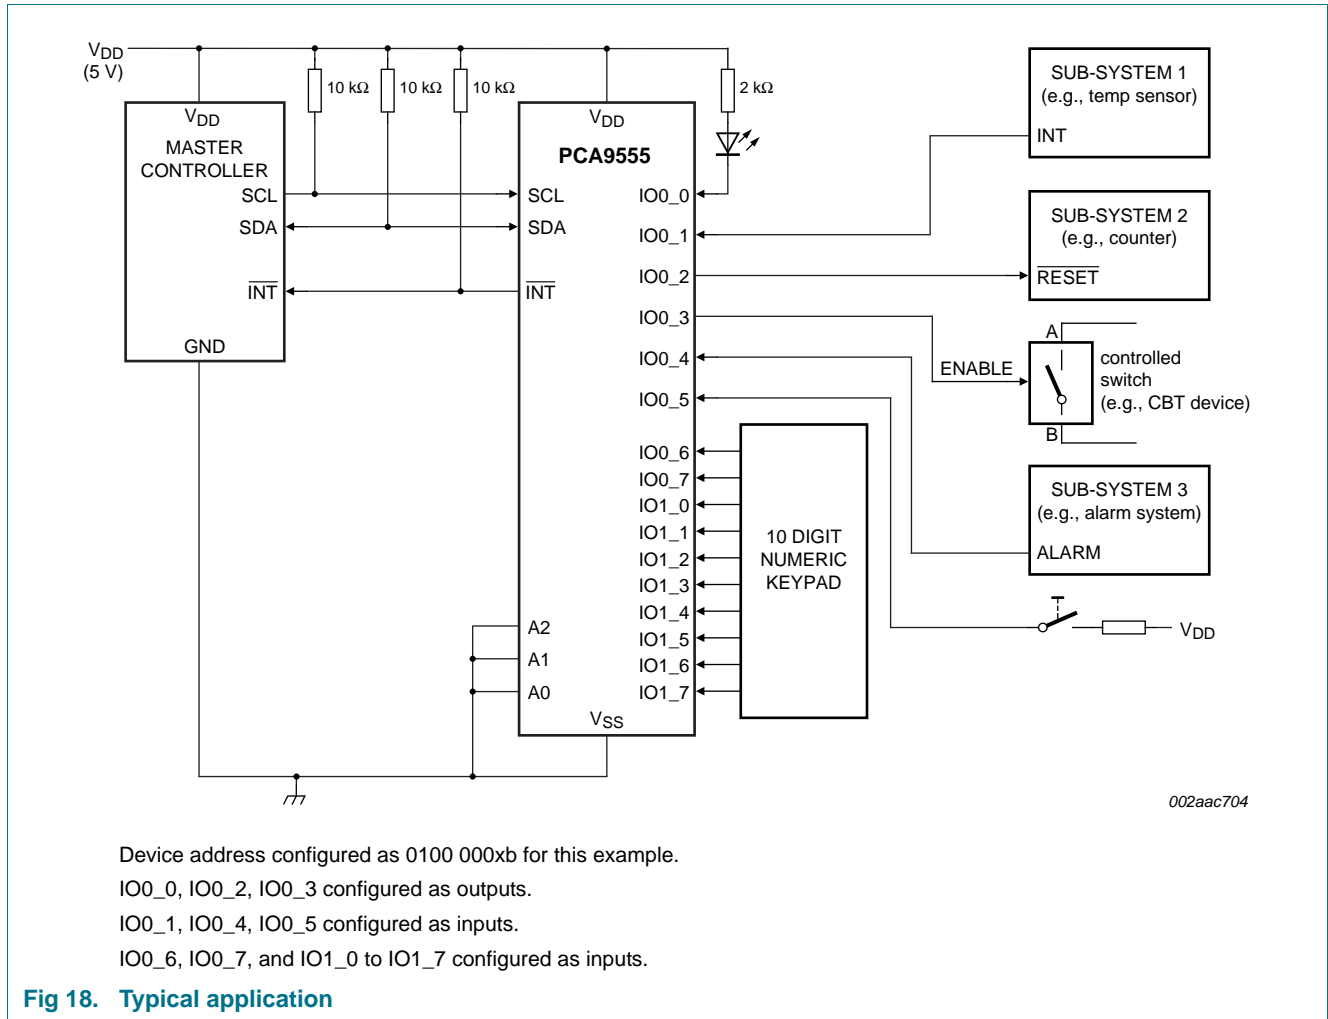 VDD
(5 V)
10 kΩ
10 kΩ
10 kΩ
2 kΩ
VDD
MASTER
CONTROLLER
SCL
SDA
INT
GND
VDD
PCA9555
SCL
SDA
INT
A2
A1
A0
VSS
IO0_0
IO0_1
IO0_2
IO0_3
IO0_4
IO0_5
IO0_6
IO0_7
IO1_0
IO1_1
IO1_2
IO1_3
IO1_4
IO1_5
IO1_6
IO1_7
10 DIGIT
NUMERIC
KEYPAD
SUB-SYSTEM 1
(e.g., temp sensor)
INT
SUB-SYSTEM 2
(e.g., counter)
RESET
A
ENABLE
controlled
switch
(e.g., CBT device)
B
SUB-SYSTEM 3
(e.g., alarm system)
ALARM
VDD
002aac704
Device address configured as 0100 000xb for this example.
IO0_0, IO0_2, IO0_3 configured as outputs.
IO0_1, IO0_4, IO0_5 configured as inputs.
IO0_6, IO0_7, and IO1_0 to IO1_7 configured as inputs.
Fig 18. Typical application